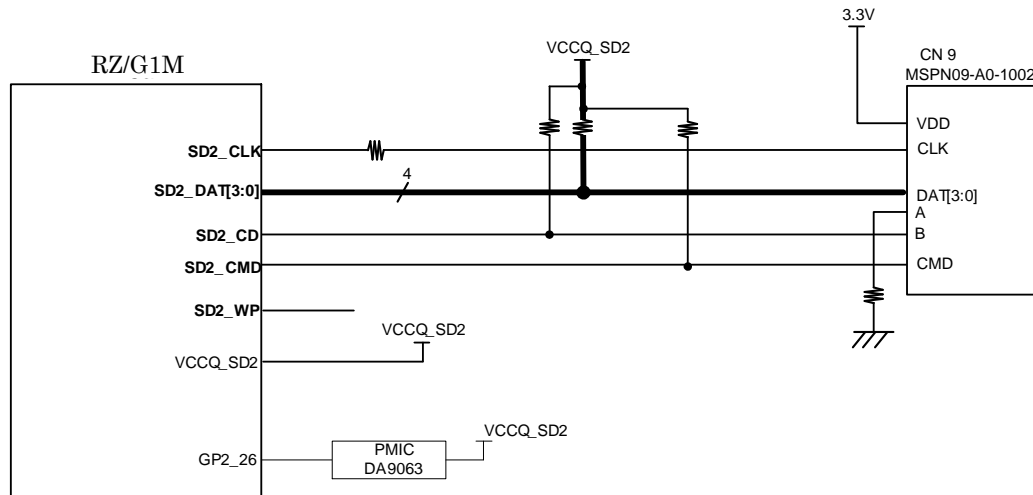 3.3V
VCCQ_SD2
RZ/G1M
CN 9
MSPN09-A0-1002
VDD
SD2_CLK
CLK
4
SD2_DAT[3:0]
DAT[3:0]
A
SD2_CD
B
SD2_CMD
CMD
SD2_WP
VCCQ_SD2
VCCQ_SD2
VCCQ_SD2
GP2_26
PMIC
DA9063